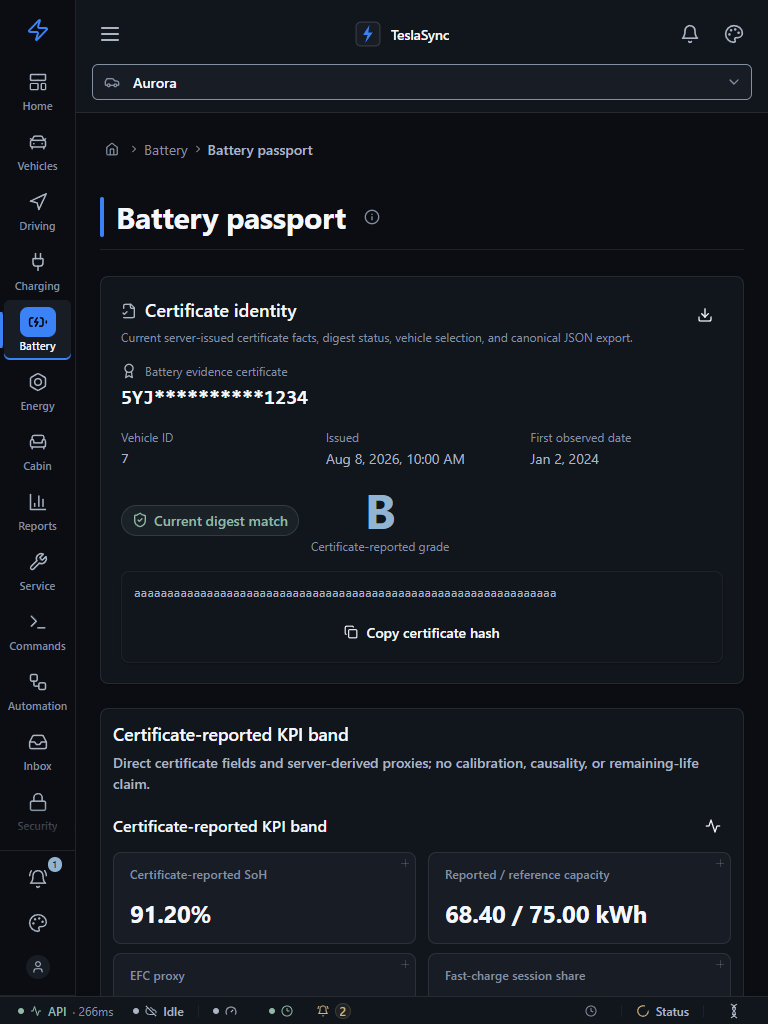 TeslaSync
Aurora
Home
Vehicles
Driving
Charging
Battery
Energy
Cabin
Reports
Service
Commands
Automation
Inbox
Security
1
Battery
Battery passport
Battery passport
Certificate identity
Current server-issued certificate facts, digest status, vehicle selection, and canonical JSON export.
Battery evidence certificate
5YJ**********1234
Vehicle ID
7
Issued
Aug 8, 2026, 10:00 AM
First observed date
Jan 2, 2024
Current digest match
B
Certificate-reported grade
aaaaaaaaaaaaaaaaaaaaaaaaaaaaaaaaaaaaaaaaaaaaaaaaaaaaaaaaaaaaaaaa
Copy certificate hash
Certificate-reported KPI band
Direct certificate fields and server-derived proxies; no calibration, causality, or remaining-life
claim.
Certificate-reported KPI band
Certificate-reported SoH
91.20%
Reported / reference capacity
68.40 / 75.00 kWh
EFC proxy
Fast-charge session share
API · 266ms
Idle
2
Status